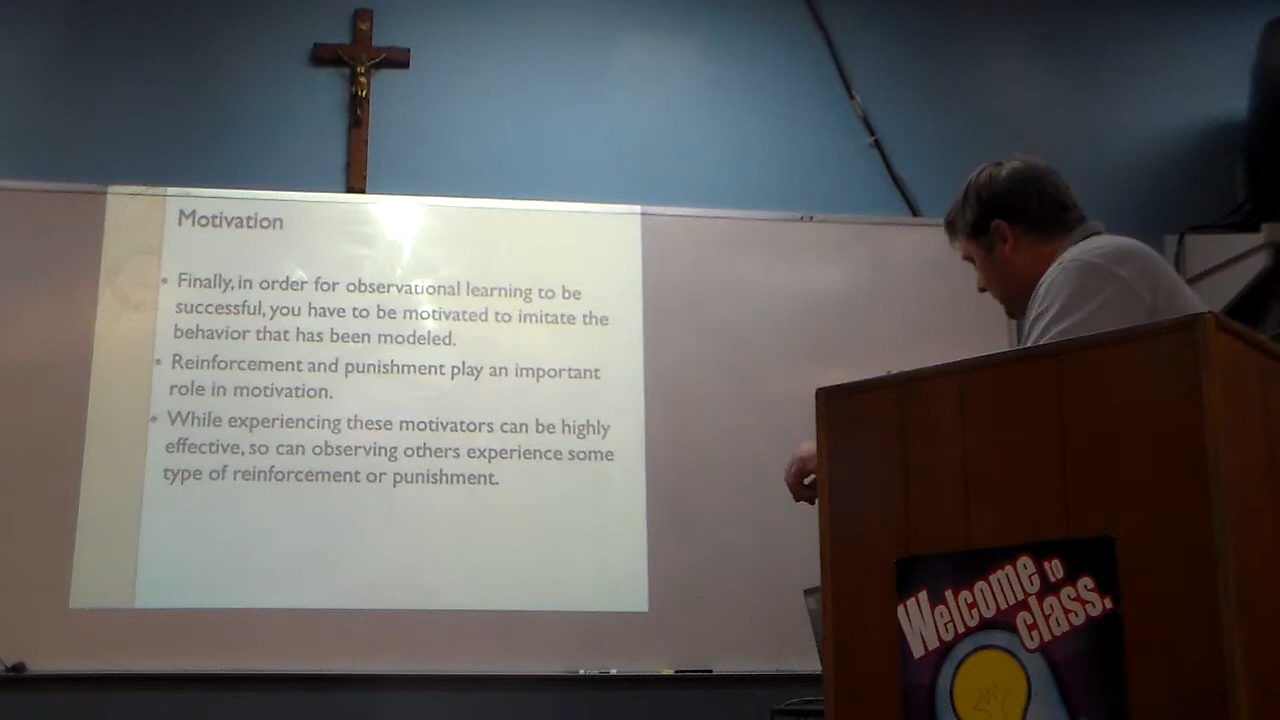 Motivation
• Finally, in order for observational learning to be
successful, you have to be motivated to imitate the
behavior that has been modeled.
• Reinforcement and punishment play an important
role in motivation.
• While experiencing these motivators can be highly
effective, so can observing others experience some
type of reinforcement or punishment.
Welcome to
class.